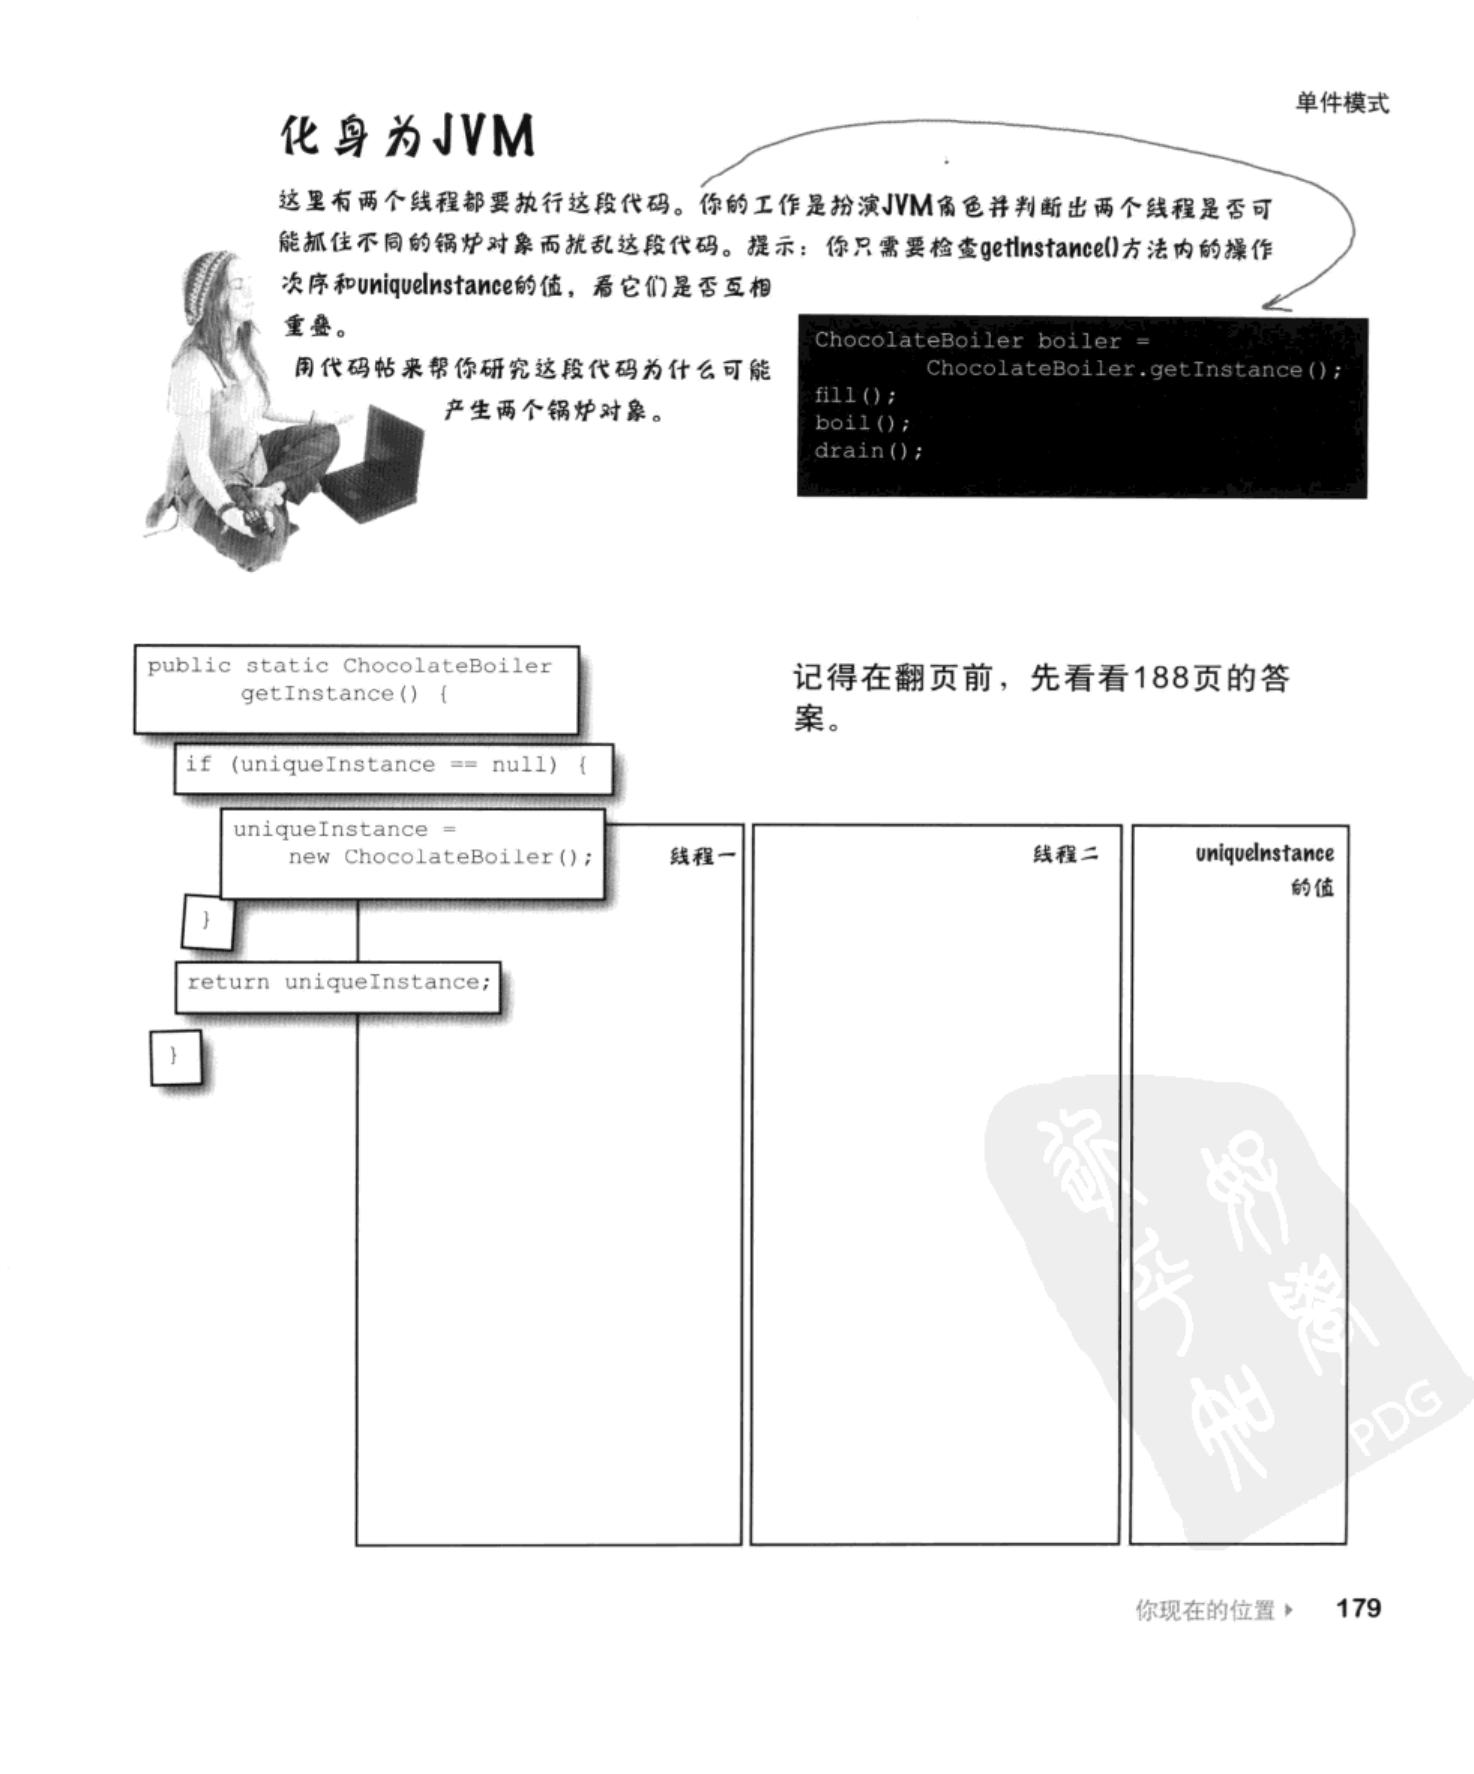 单件模式
化身为JVM
这里有两个线程都要执行这段代码。你的工作是扮演JVM角色并判断出两个线程是否可
能抓住不同的锅炉对象而扰乱这段代码。提示：你只需要检查getInstance()方法内的操作
次序和uniqueInstance的值，看它们是否互相
重叠。
用代码帖来帮你研究这段代码为什么可能
产生两个锅炉对象。
ChocolateBoiler boiler =
ChocolateBoiler.getInstance();
fill();
boil();
drain();
public static ChocolateBoiler
getInstance() {
记得在翻页前，先看看188页的答
案。
if (uniqueInstance == null) {
uniqueInstance =
new ChocolateBoiler();
}
return uniqueInstance;
}
线程一
线程二
uniqueInstance
的值
PDG
你现在的位置 ▸ 179